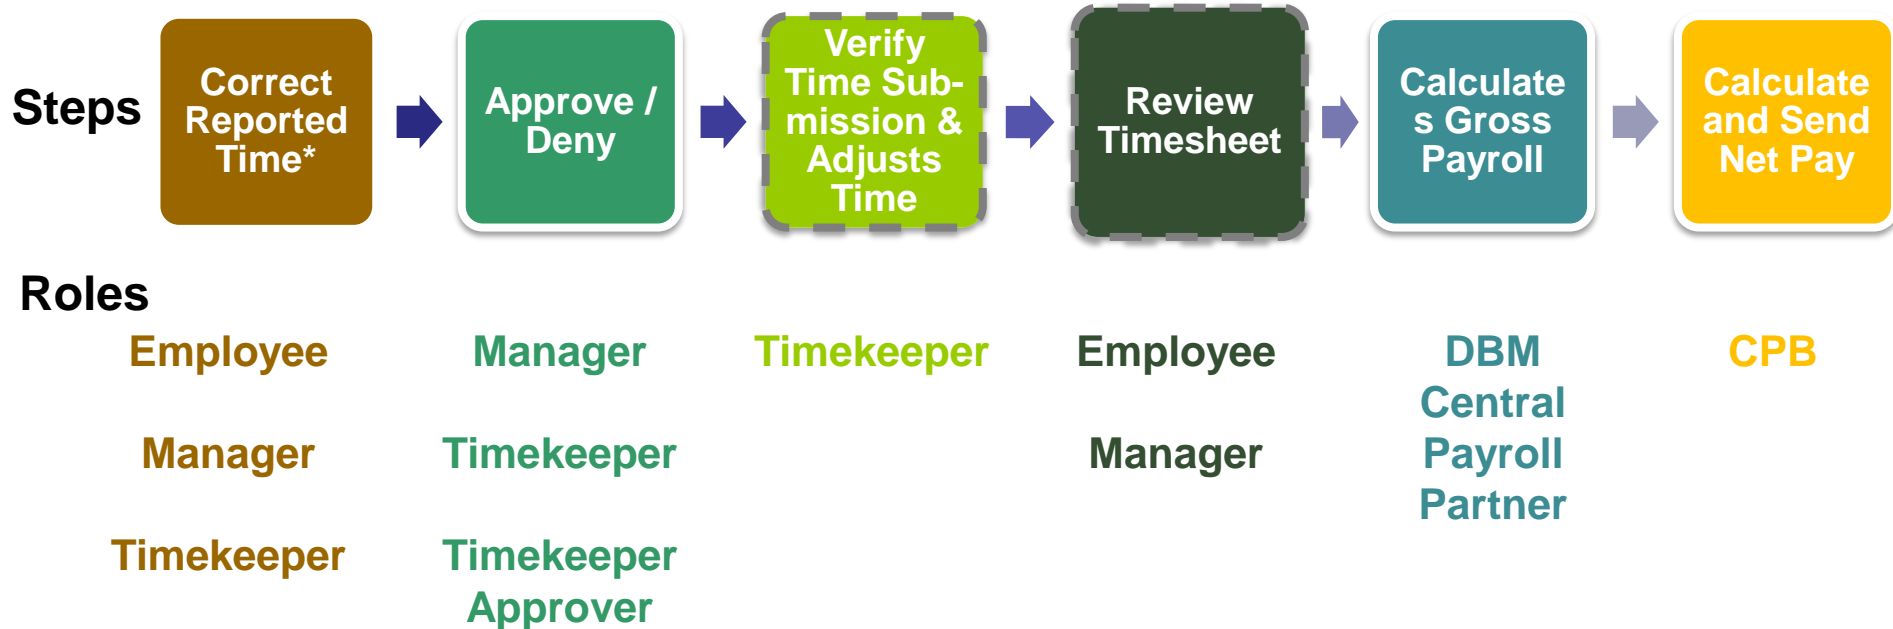 Steps
Correct
Reported
Time*
Approve /
Deny
Verify
Time Sub-
mission &
Adjusts
Time
Review
Timesheet
Calculate
s Gross
Payroll
Calculate
and Send
Net Pay
Roles
Employee
Manager
Timekeeper
Manager
Timekeeper
Timekeeper
Approver
Timekeeper
Employee
Manager
DBM
Central
Payroll
Partner
CPB